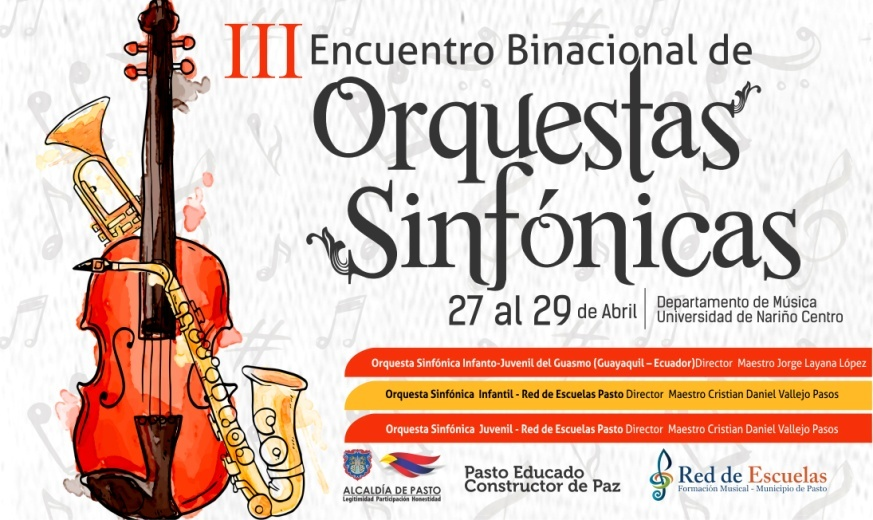 III Encuentro Binacional de
Orquestas
Sinfónicas
27 al 29 de Abril
Departamento de Música
Universidad de Nariño Centro
Orquesta Sinfónica Infanto-Juvenil del Guasmo (Guayaquil – Ecuador)Director Maestro Jorge Layana López
Orquesta Sinfónica Infantil - Red de Escuelas Pasto Director Maestro Cristian Daniel Vallejo Pasos
Orquesta Sinfónica Juvenil - Red de Escuelas Pasto Director Maestro Cristian Daniel Vallejo Pasos
ALCALDÍA DE PASTO
Legitimidad Participación Honestidad
Pasto Educado
Constructor de Paz
Red de Escuelas
Formación Musical - Municipio de Pasto